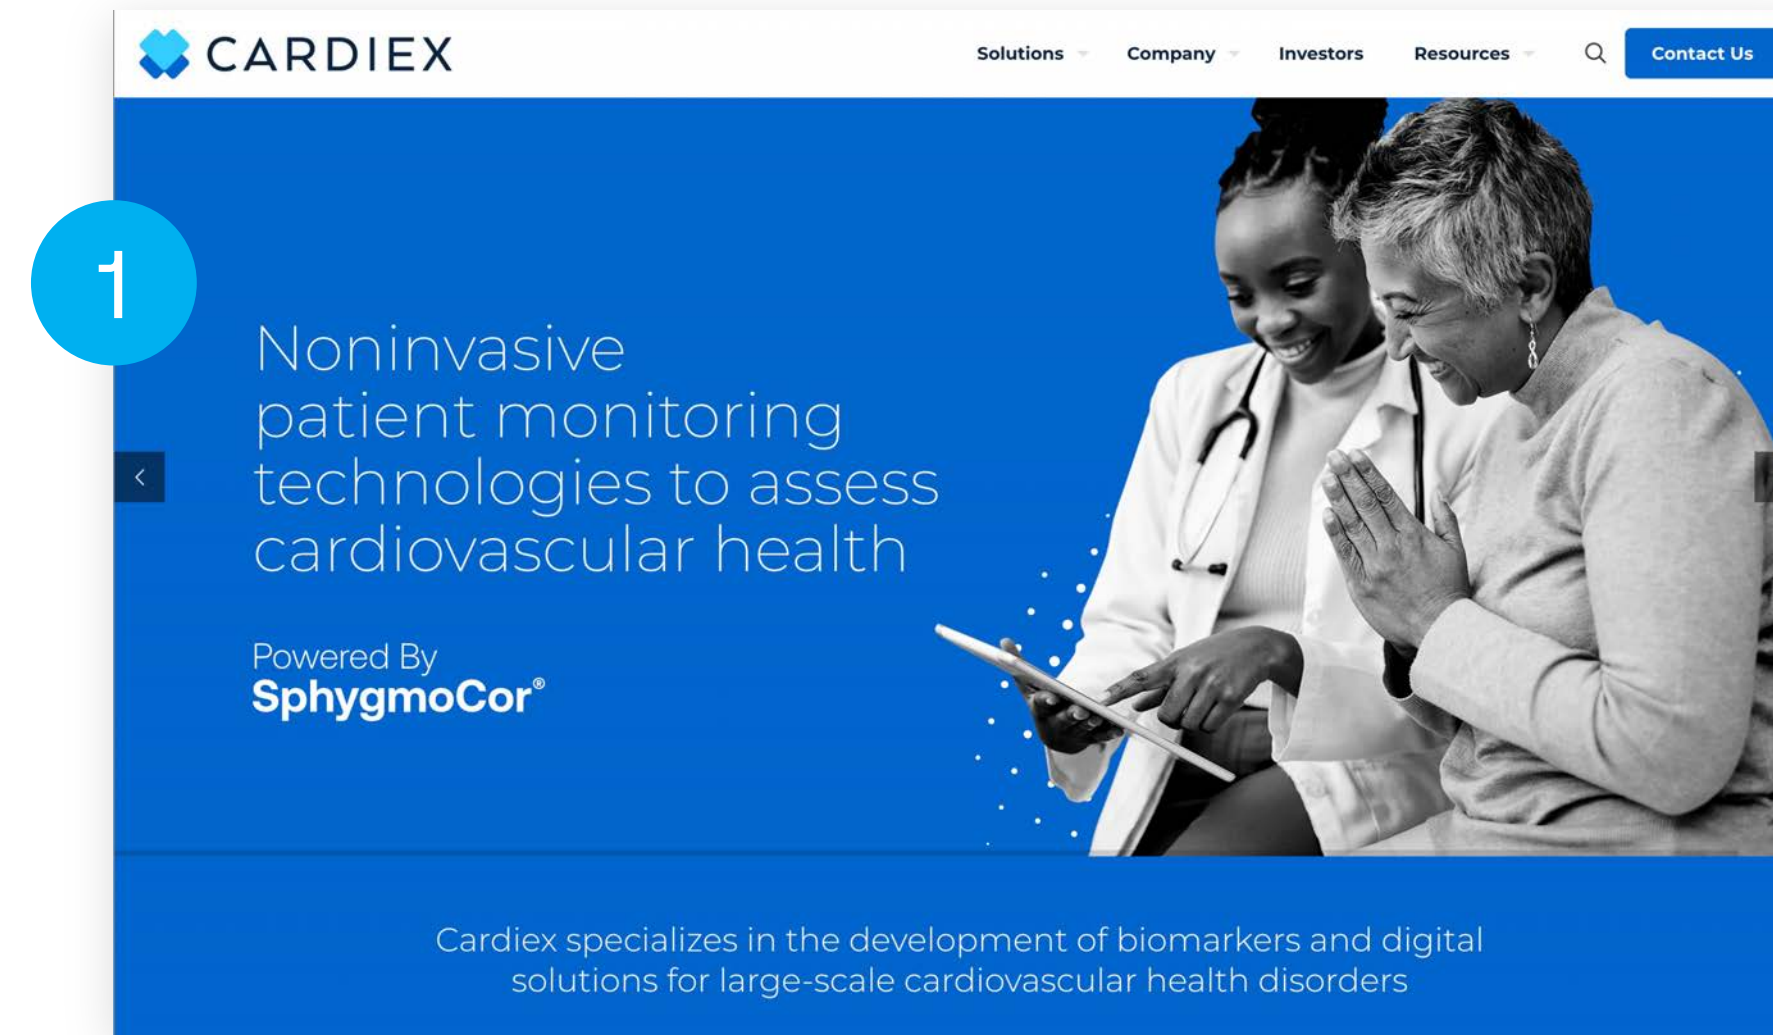 CARDIEX
Solutions Company Investors Resources Contact Us
1
Noninvasive
patient monitoring
technologies to assess
cardiovascular health
Powered By
SphygmoCor®
Cardiex specializes in the development of biomarkers and digital
solutions for large-scale cardiovascular health disorders